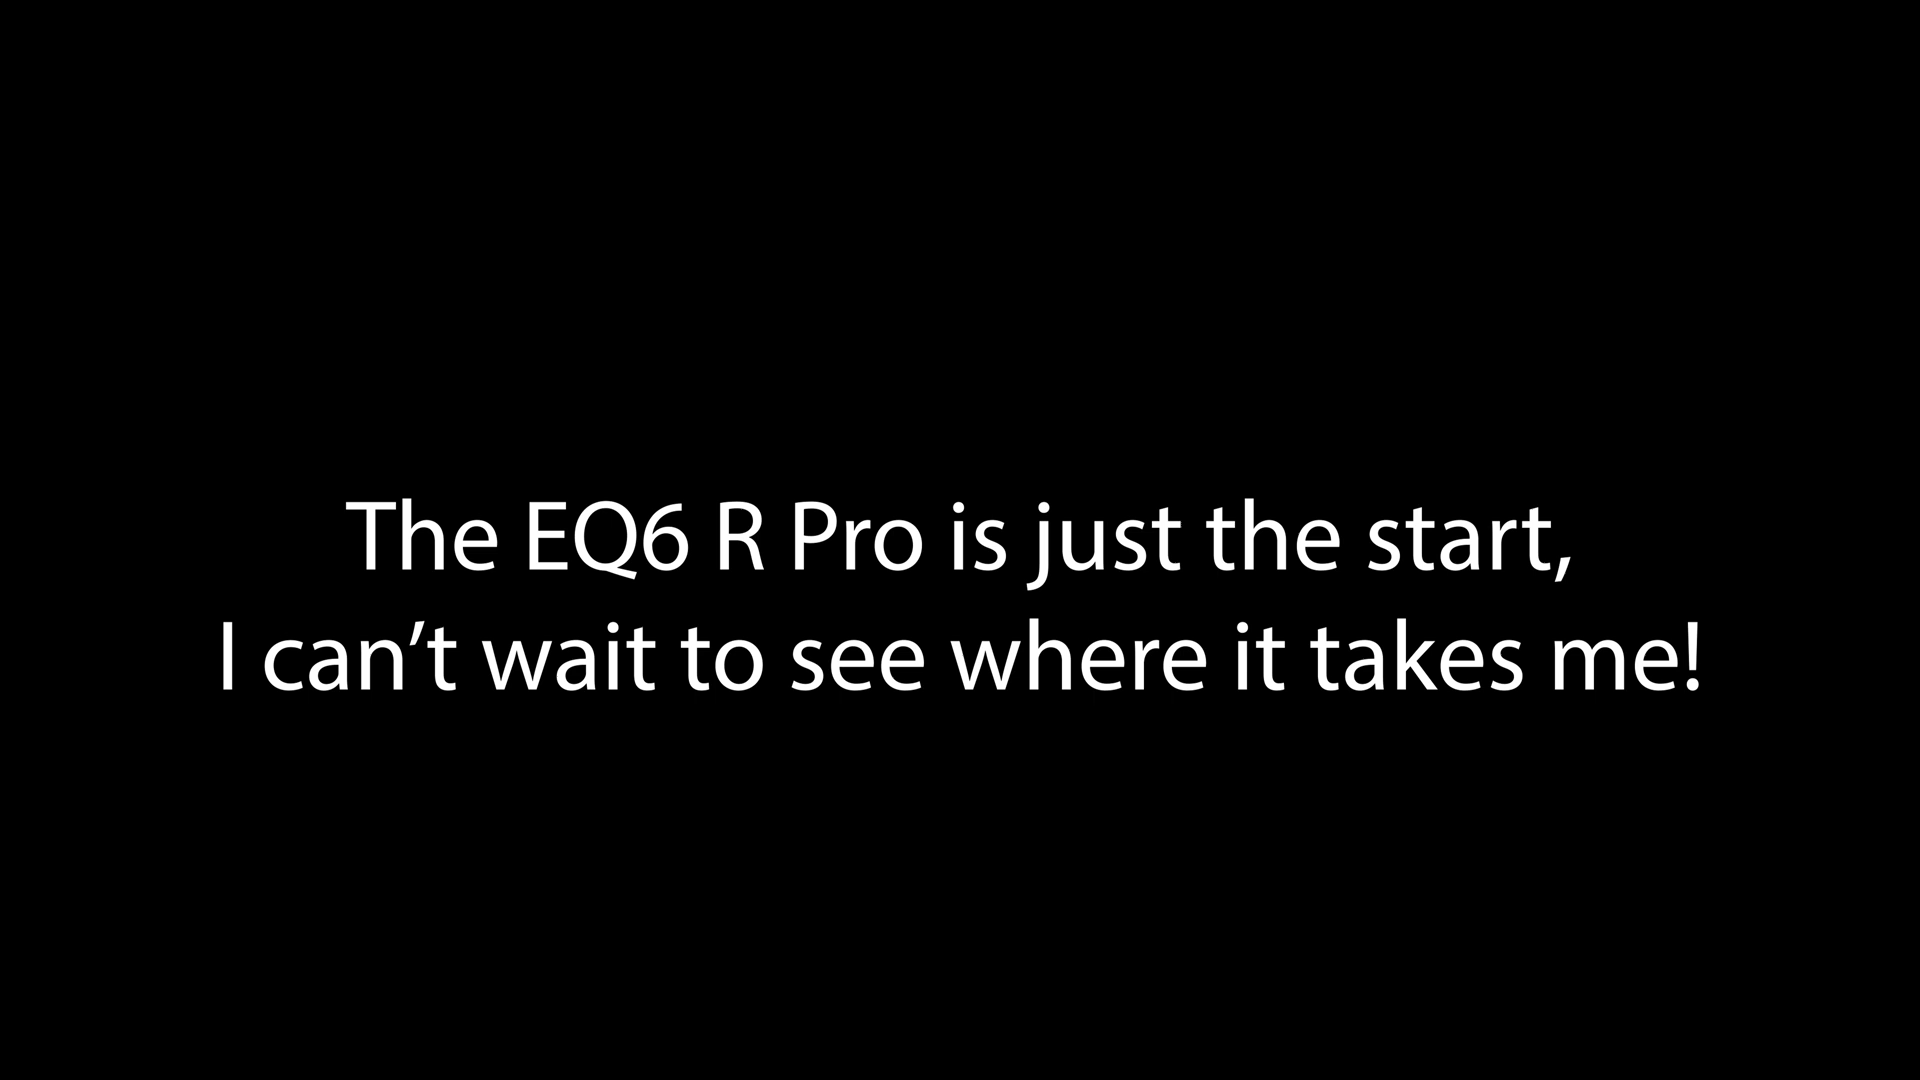 The EQ6 R Pro is just the start,
I can’t wait to see where it takes me!